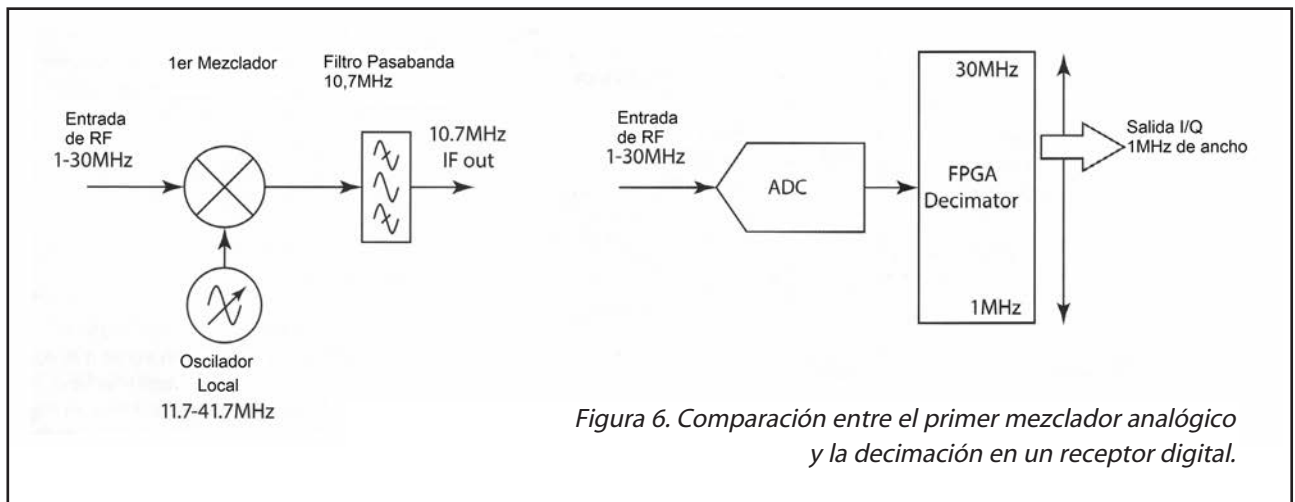 1er Mezclador
Filtro Pasabanda
10,7MHz
Entrada
de RF
1-30MHz
10.7MHz
IF out
Oscilador
Local
11.7-41.7MHz
Entrada
de RF
1-30MHz
ADC
30MHz
FPGA
Decimator
1MHz
Salida I/Q
1MHz de ancho
Figura 6. Comparación entre el primer mezclador analógico
y la decimación en un receptor digital.